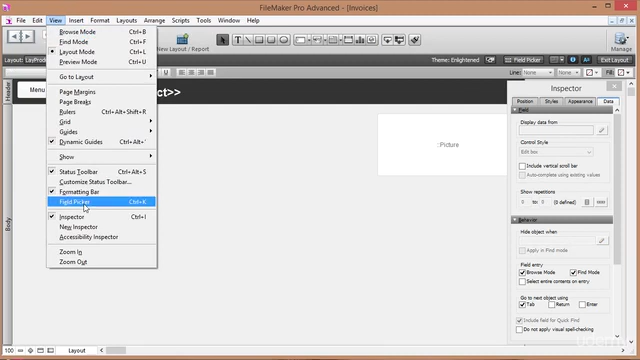 FileMaker Pro Advanced - [Invoices]
File Edit View Insert Format Layouts Arrange Scripts Tools Window Help
Browse Mode Ctrl+B
Find Mode Ctrl+F
Layout Mode Ctrl+L
Preview Mode Ctrl+U
Go to Layout
Page Margins
Page Breaks
Rulers Ctrl+Alt+Shift+R
Grid
Guides
Dynamic Guides Ctrl+Alt+'
Show
Status Toolbar Ctrl+Alt+S
Customize Status Toolbar...
Formatting Bar
Field Picker Ctrl+K
Inspector Ctrl+I
New Inspector
Accessibility Inspector
Zoom In
Zoom Out
New Layout / Report
Manage
Layout:
Theme: Enlightened
Field Picker
Exit Layout
Line: None
Fill:
Header
Menu
ct>>
::Picture
Body
Inspector
Position Styles Appearance Data
Field
Display data from
Control Style
Edit box
Include vertical scroll bar
Auto-complete using existing values
Show repetitions
0 to 0 (0 defined)
Behavior
Hide object when
Apply in Find mode
Field entry
Browse Mode Find Mode
Select entire contents on entry
Go to next object using
Tab Return Enter
Include field for Quick Find
Do not apply visual spell-checking
100 Layout